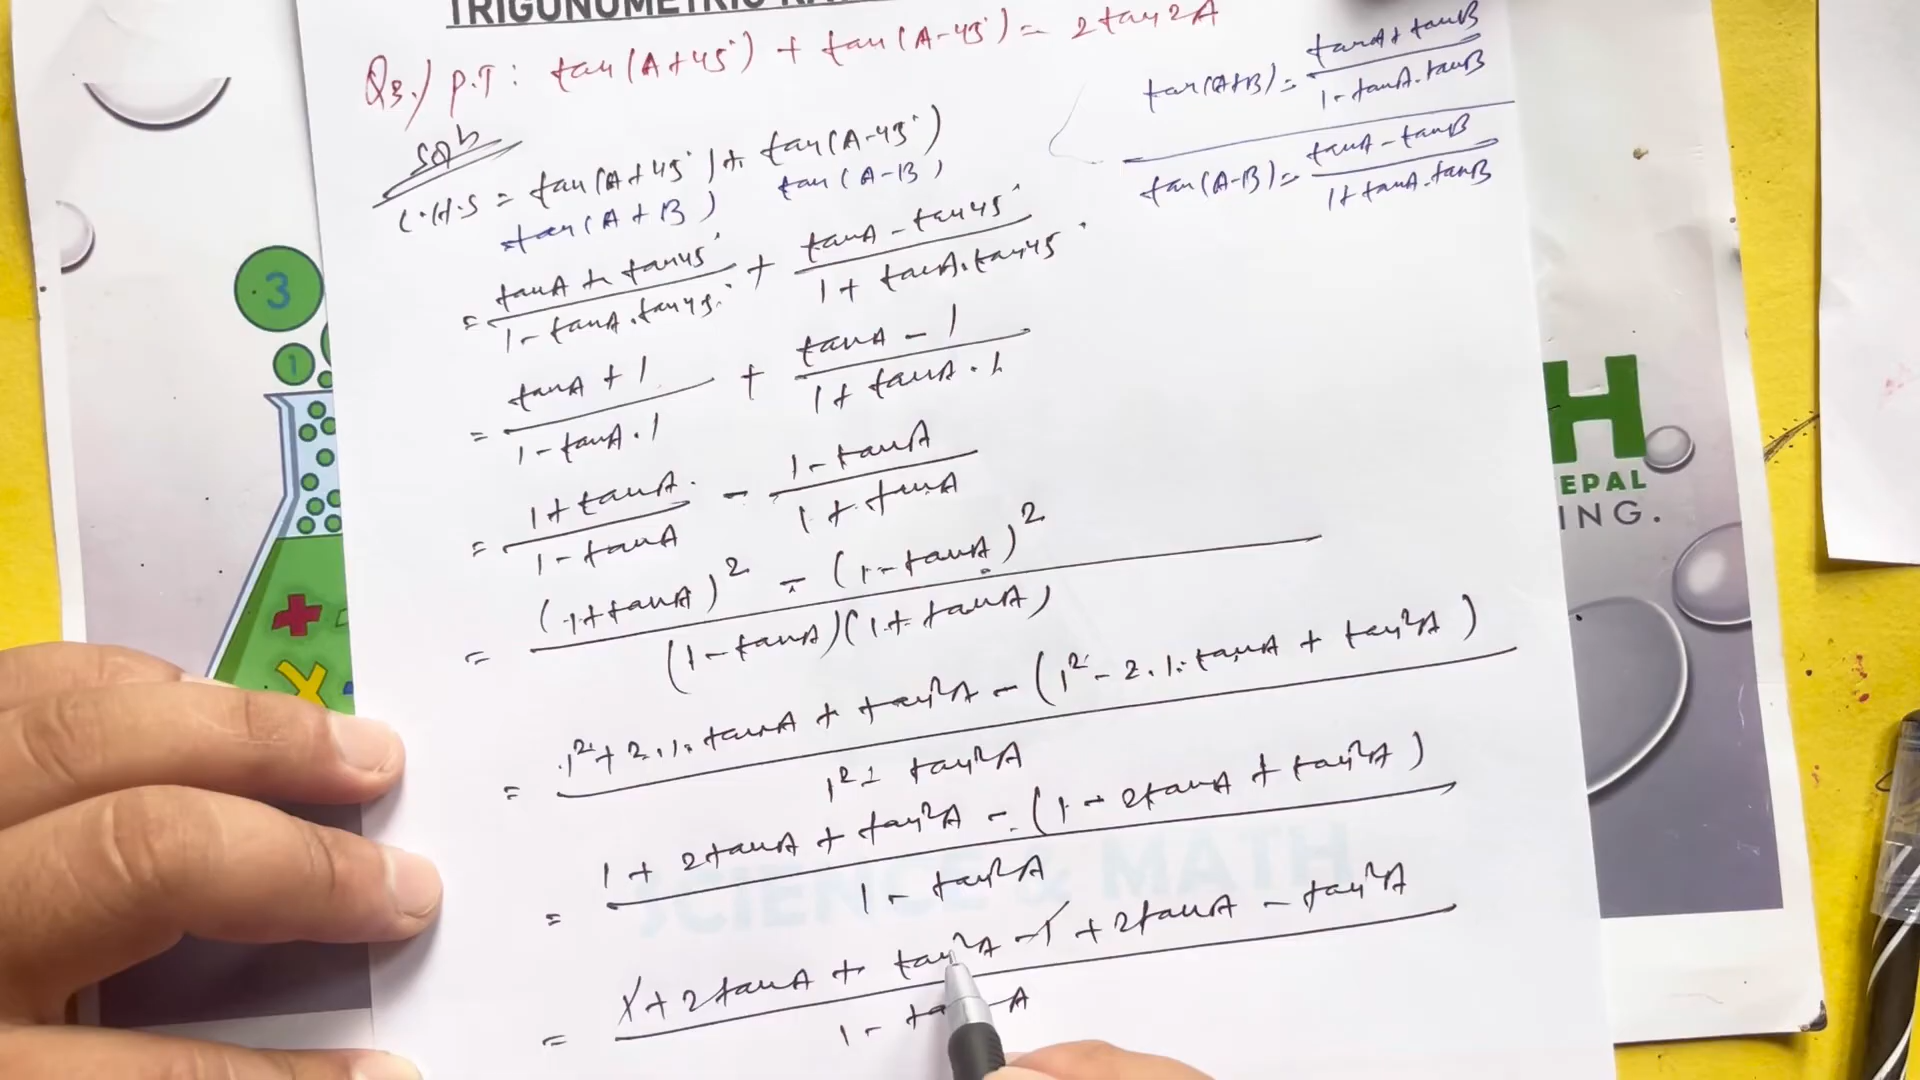 TRIGONOMETRIC
Q3.) P.T: tan(A+45°) + tan(A-45°) = 2tan2A
tan(A+B) = tanA + tanB / 1 - tanA.tanB
tan(A-B) = tanA - tanB / 1 + tanA.tanB
Solⁿ
L.H.S = tan(A+45°) + tan(A-45°)
tan(A+B) tan(A-B)
= tanA + tan45° / 1 - tanA.tan45° + tanA - tan45° / 1 + tanA.tan45°
= tanA + 1 / 1 - tanA.1 + tanA - 1 / 1 + tanA.1
= 1 + tanA / 1 - tanA - 1 - tanA / 1 + tanA
= (1+tanA)² - (1-tanA)² / (1-tanA)(1+tanA)
= 1² + 2.1.tanA + tan²A - (1² - 2.1.tanA + tan²A) / 1² - tan²A
= 1 + 2tanA + tan²A - (1 - 2tanA + tan²A) / 1 - tan²A
= 1 + 2tanA + tan²A - 1 + 2tanA - tan²A / 1 - ta A
3
1
H
EPAL
ING.
SCIENCE & MATH